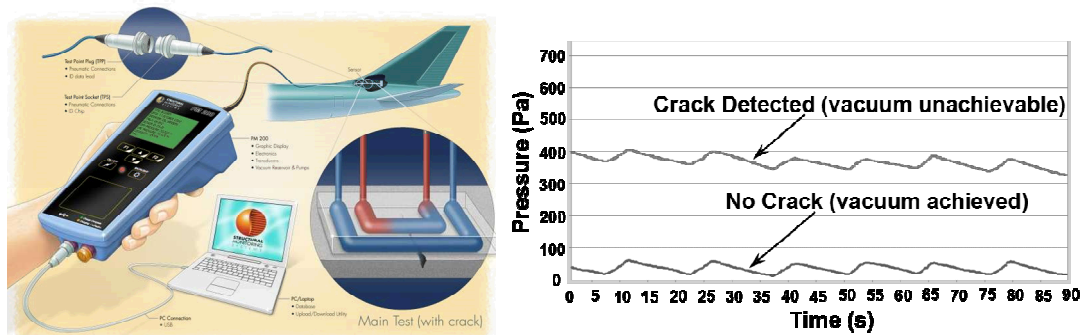 Test Point Plug (TPP)
• Pneumatic Connections
• ID data lead
Test Point Socket (TPS)
• Pneumatic Connections
• ID Chip
Sensor
PM 200
• Graphic Display
• Electronics
• Transducers
• Vacuum Reservoir & Pumps
STRUCTURAL
MONITORING
SYSTEMS
PC/Laptop
• Database
• Upload/Download Utility
PC Connection
• USB
Main Test (with crack)
Pressure (Pa)
700
600
500
400
300
200
100
0
Crack Detected (vacuum unachievable)
No Crack (vacuum achieved)
0 5 10 15 20 25 30 35 40 45 50 55 60 65 70 75 80 85 90
Time (s)